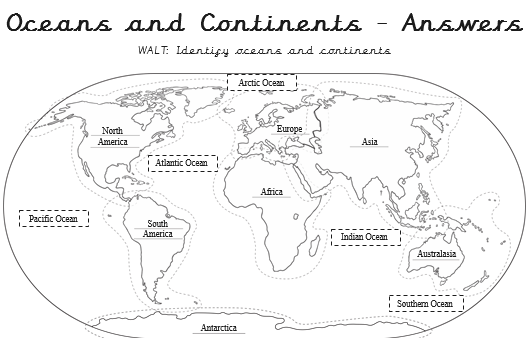 Oceans and Continents - Answers
WALT: Identify oceans and continents
Arctic Ocean
North
America
Europe
Asia
Atlantic Ocean
Africa
Pacific Ocean
South
America
Indian Ocean
Australasia
Southern Ocean
Antarctica